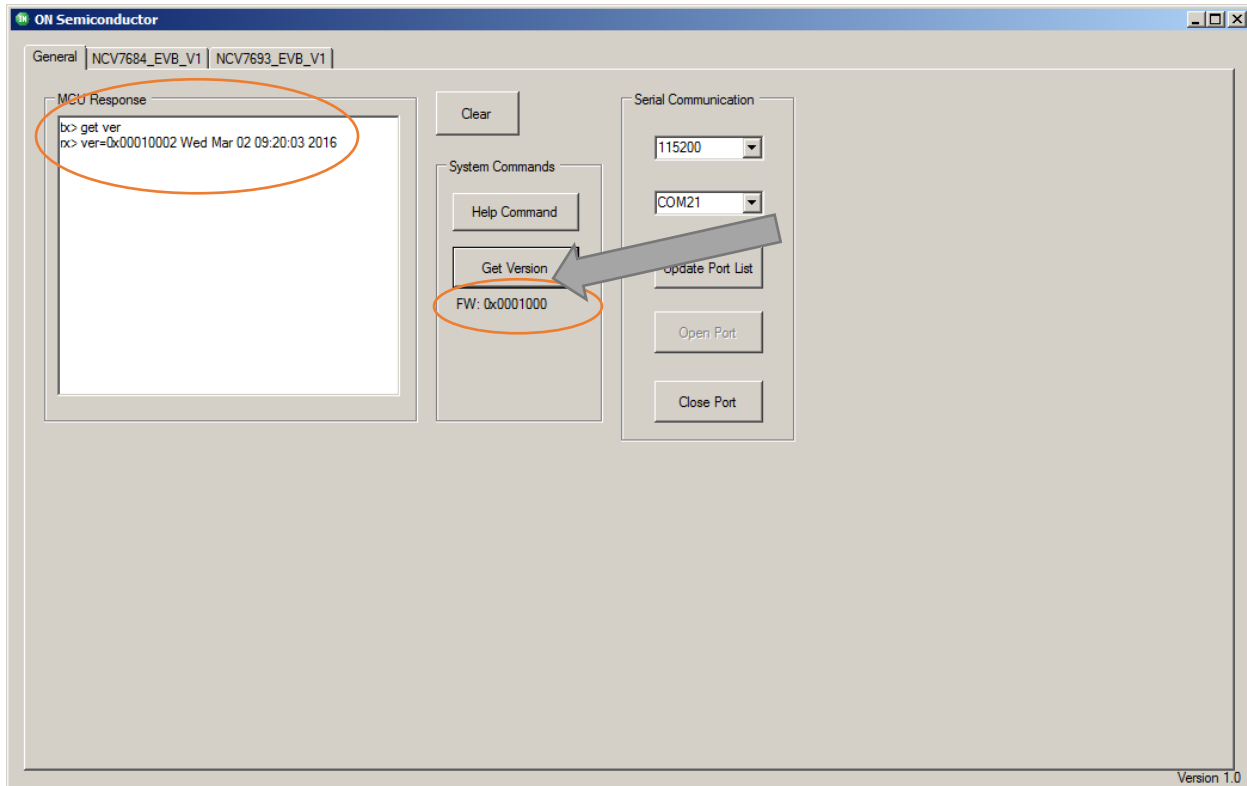 ON Semiconductor
General NCV7684_EVB_V1 NCV7693_EVB_V1
MCU Response
tx> get ver
rx> ver=0x00010002 Wed Mar 02 09:20:03 2016
Clear
System Commands
Help Command
Get Version
FW: 0x0001000
Serial Communication
115200
COM21
Update Port List
Open Port
Close Port
Version 1.0